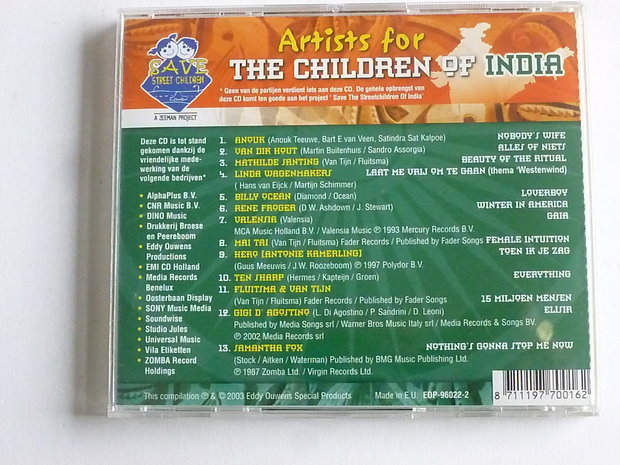 SAVE
STREET CHILDREN
A ZEEMAN PROJECT
Artists for
THE CHILDREN OF INDIA
* Geen van de partijen verdient iets aan deze CD. De gehele opbrengst van
deze CD komt ten goede aan het project ' Save The Streetchildren Of India'
Deze CD is tot stand
gekomen dankzij de
vriendelijke mede-
werking van de
volgende bedrijven*
• AlphaPlus B.V.
• CNR Music B.V.
• DINO Music
• Drukkerij Broese
en Peereboom
• Eddy Ouwens
Productions
• EMI CD Holland
• Media Records
Benelux
• Oosterbaan Display
• SONY Music Media
• Soundwise
• Studio Jules
• Universal Music
• Vila Etiketten
• ZOMBA Record
Holdings
1. ANOUK (Anouk Teeuwe, Bart E van Veen, Satindra Sat Kalpoe) NOBODY'S WIFE
2. VAN DIK HOUT (Martin Buitenhuis / Sandro Assorgia) ALLES OF NIETS
3. MATHILDE SANTING (Van Tijn / Fluitsma) BEAUTY OF THE RITUAL
4. LINDA WAGENMAKERS LAAT ME VRIJ OM TE GAAN (thema 'Westenwind)
( Hans van Eijck / Martijn Schimmer)
5. BILLY OCEAN (Diamond / Ocean) LOVERBOY
6. RENE FROGER (D.W. Ashdown / J. Stewart) WINTER IN AMERICA
7. VALENSIA (Valensia) GAIA
MCA Music Holland B.V. / Valensia Music ℗ 1993 Mercury Records B.V.
8. MAI TAI (Van Tijn / Fluitsma) Fader Records / Published by Fader Songs FEMALE INTUITION
9. HERO (ANTONIE KAMERLING) TOEN IK JE ZAG
(Guus Meeuwis / J.W. Roozeboom) ℗ 1997 Polydor B.V.
10. TEN SHARP (Hermes / Kapteijn / Groen) EVERYTHING
11. FLUITSMA & VAN TIJN
(Van Tijn / Fluitsma) Fader Records / Published by Fader Songs 15 MILJOEN MENSEN
12. GIGI D' AGOSTINO (L. Di Agostino / P. Sandrini / D. Leoni) ELISIR
Published by Media Songs srl / Warner Bros Music Italy srl / Media Records & Songs BV.
℗ 2002 Media Records srl
13. SAMANTHA FOX NOTHING'S GONNA STOP ME NOW
(Stock / Aitken / Waterman) Published by BMG Music Publishing Ltd.
℗ 1987 Zomba Ltd. / Virgin Records Ltd.
This compilation ℗ & © 2003 Eddy Ouwens Special Products Made in E.U. EOP-96022-2
8 711197 700162